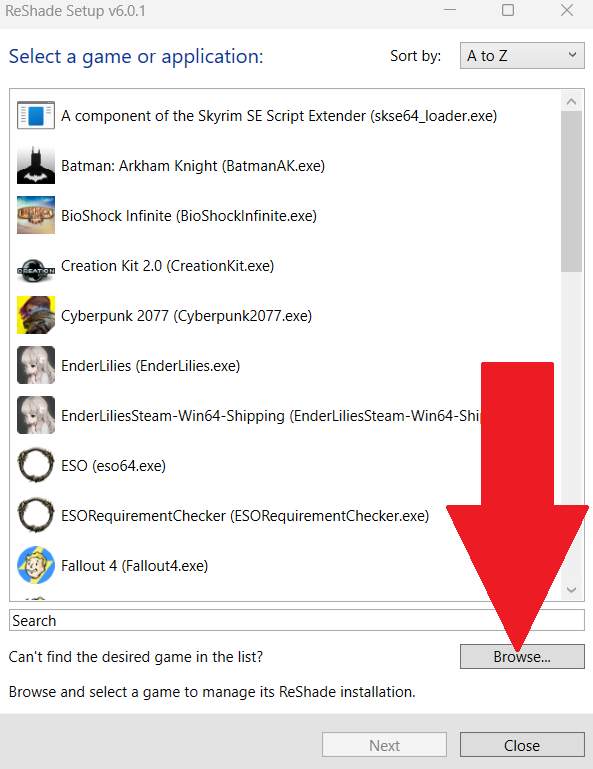 ReShade Setup v6.0.1
Select a game or application:
Sort by:
A to Z
A component of the Skyrim SE Script Extender (skse64_loader.exe)
Batman: Arkham Knight (BatmanAK.exe)
BioShock Infinite (BioShockInfinite.exe)
CREATION
Creation Kit 2.0 (CreationKit.exe)
Cyberpunk 2077 (Cyberpunk2077.exe)
EnderLilies (EnderLilies.exe)
EnderLiliesSteam-Win64-Shipping (EnderLiliesSteam-Win64-Ship
ESO (eso64.exe)
ESORequirementChecker (ESORequirementChecker.exe)
Fallout 4 (Fallout4.exe)
Search
Can't find the desired game in the list?
Browse...
Browse and select a game to manage its ReShade installation.
Next
Close